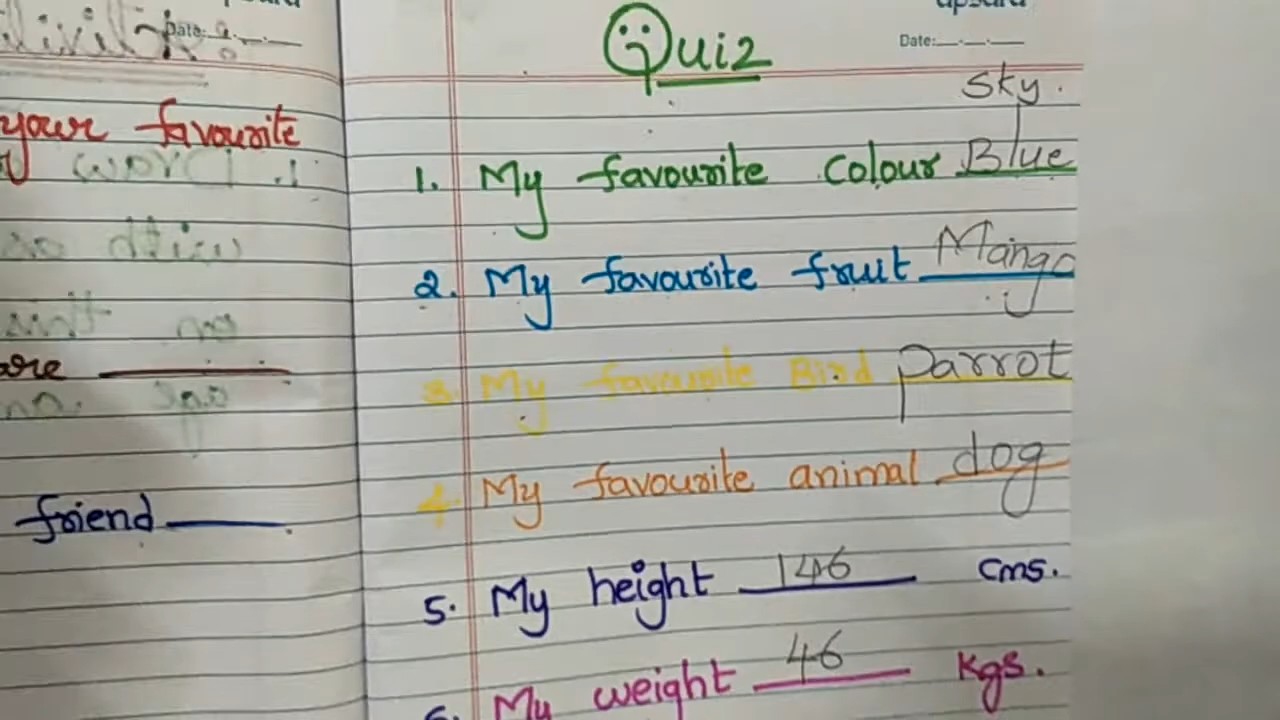 Date:
your favourite
are
friend
Quiz
Date:
sky.
1. My favourite colour Blue
2. My favourite fruit Mango
3. My favourite Bird parrot
4. My favourite animal dog
5. My height 146 cms.
6. My weight 46 kgs.